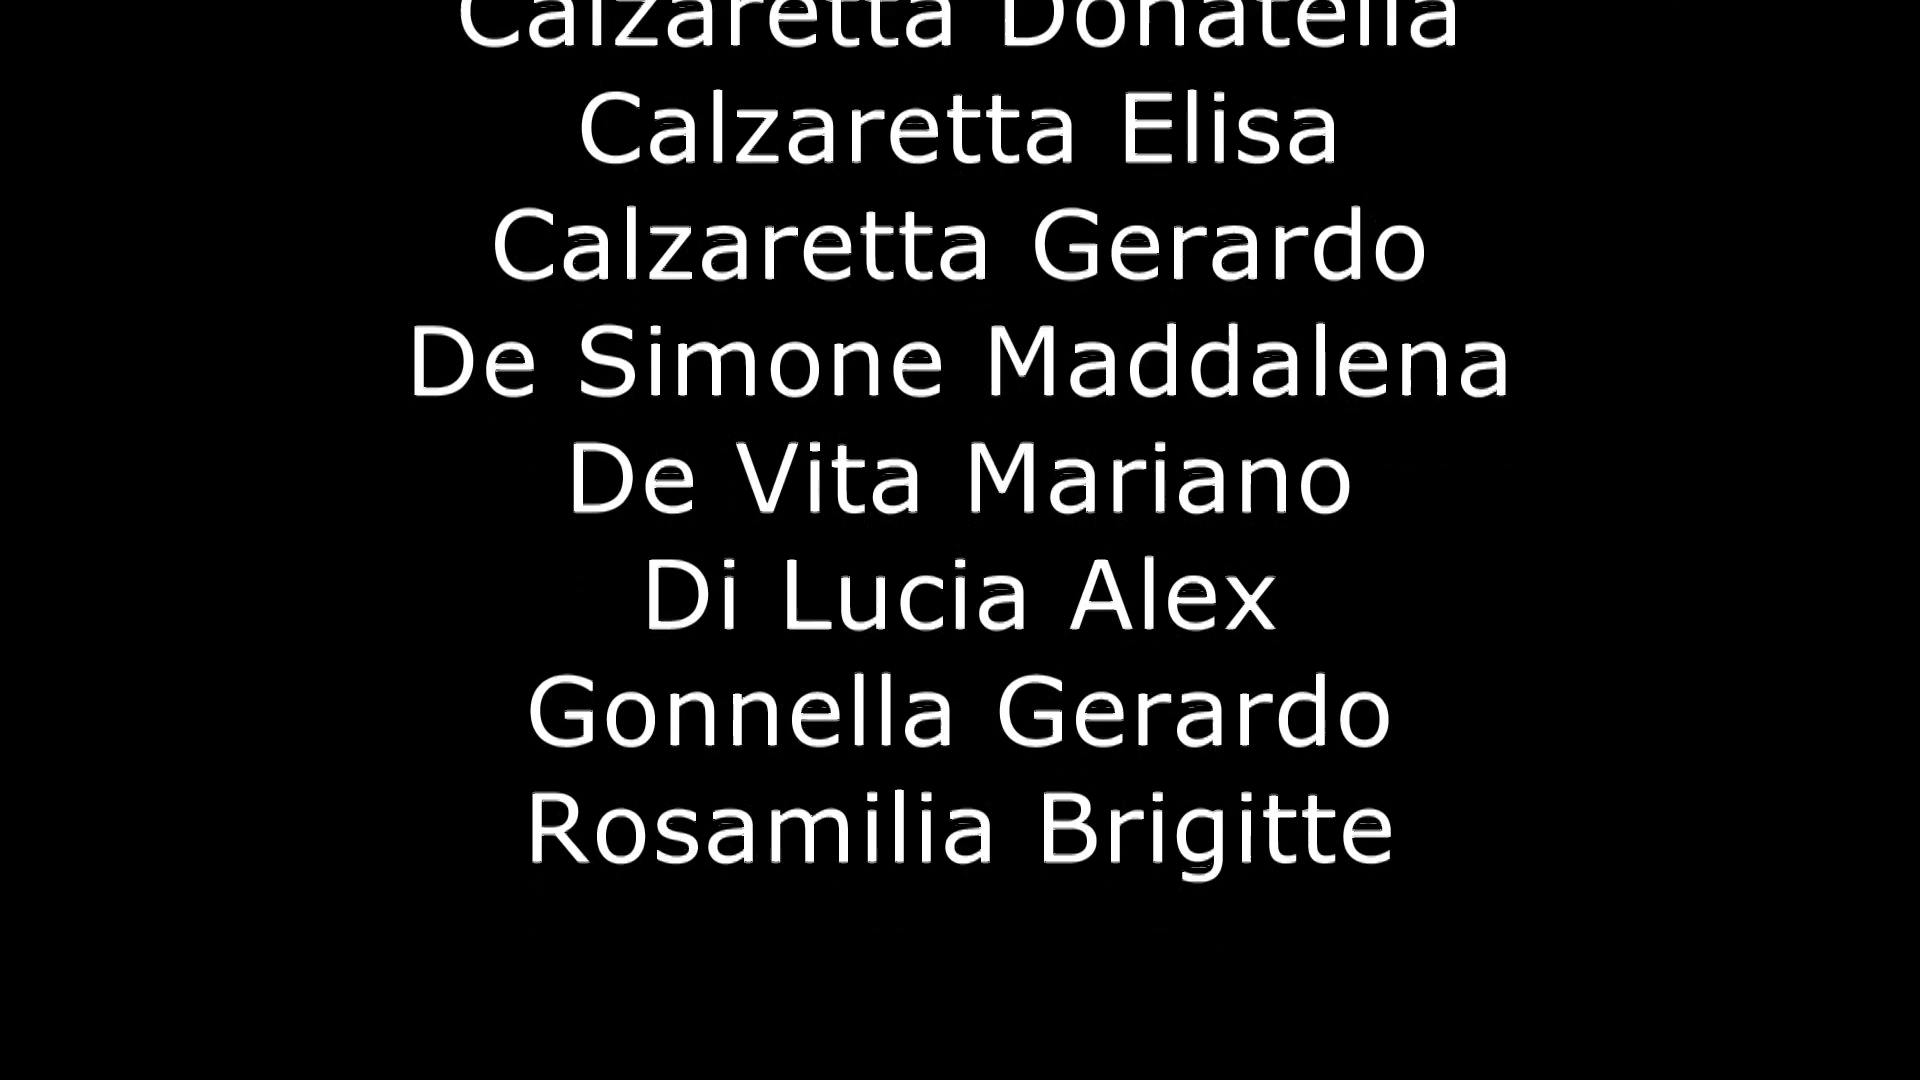 Calzaretta Donatella
Calzaretta Elisa
Calzaretta Gerardo
De Simone Maddalena
De Vita Mariano
Di Lucia Alex
Gonnella Gerardo
Rosamilia Brigitte